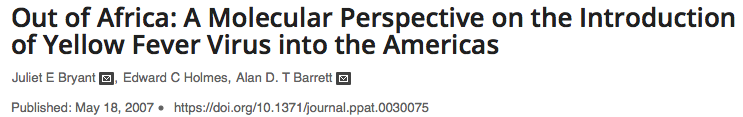 Out of Africa: A Molecular Perspective on the Introduction
of Yellow Fever Virus into the Americas
Juliet E Bryant, Edward C Holmes, Alan D. T Barrett
Published: May 18, 2007 • https://doi.org/10.1371/journal.ppat.0030075